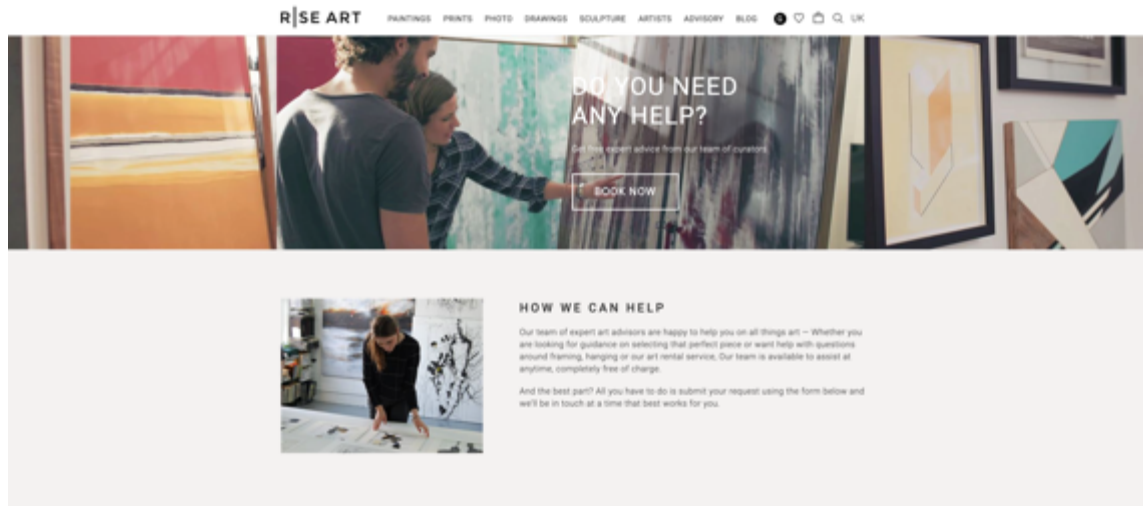 R|SE ART PAINTINGS PRINTS PHOTO DRAWINGS SCULPTURE ARTISTS ADVISORY BLOG UK
DO YOU NEED
ANY HELP?
Get free expert advice from our team of curators
BOOK NOW
HOW WE CAN HELP
Our team of expert art advisors are happy to help you on all things art — Whether you
are looking for guidance on selecting that perfect piece or want help with questions
around framing, hanging or our art rental service, Our team is available to assist at
anytime, completely free of charge.
And the best part? All you have to do is submit your request using the form below and
we'll be in touch at a time that best works for you.